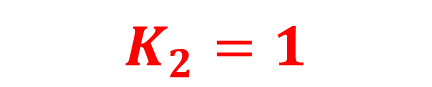 K₂ = 1